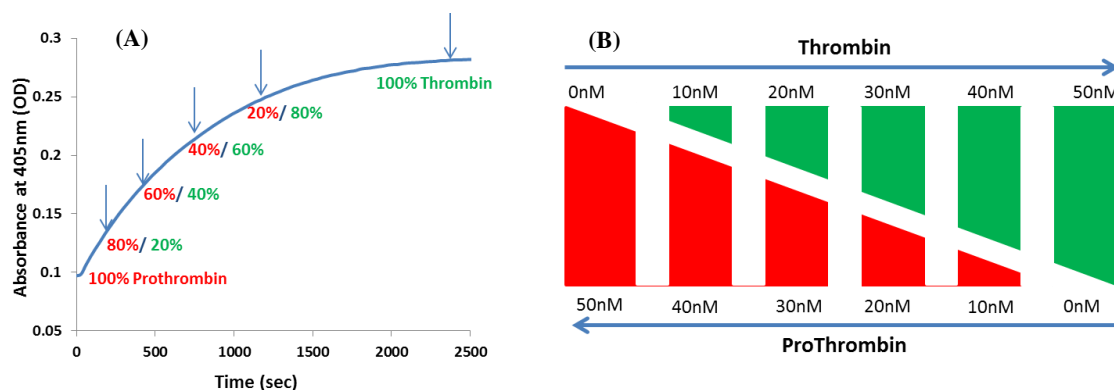 (A)
Absorbance at 405nm (OD)
0.3
0.25
0.2
0.15
0.1
0.05
100% Thrombin
20%/ 80%
40%/ 60%
60%/ 40%
80%/ 20%
100% Prothrombin
0 500 1000 1500 2000 2500
Time (sec)
(B)
Thrombin
0nM 10nM 20nM 30nM 40nM 50nM
50nM 40nM 30nM 20nM 10nM 0nM
ProThrombin